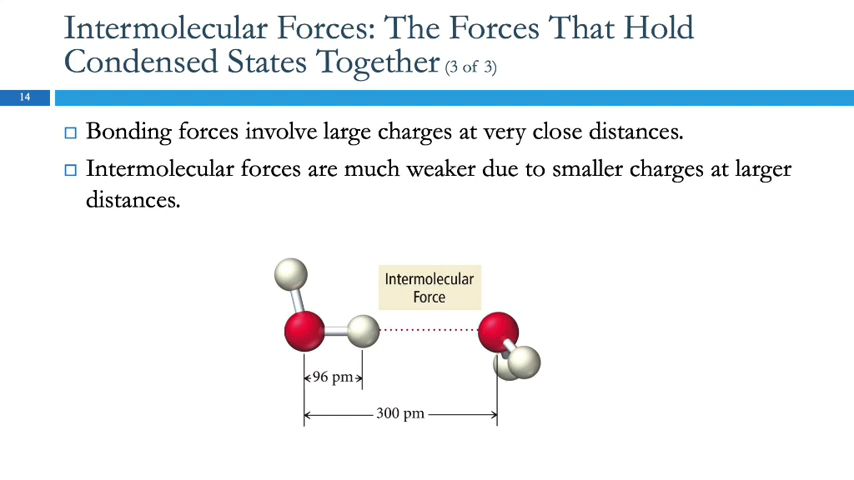 Intermolecular Forces: The Forces That Hold
Condensed States Together (3 of 3)
14
Bonding forces involve large charges at very close distances.
Intermolecular forces are much weaker due to smaller charges at larger
distances.
Intermolecular
Force
96 pm
300 pm